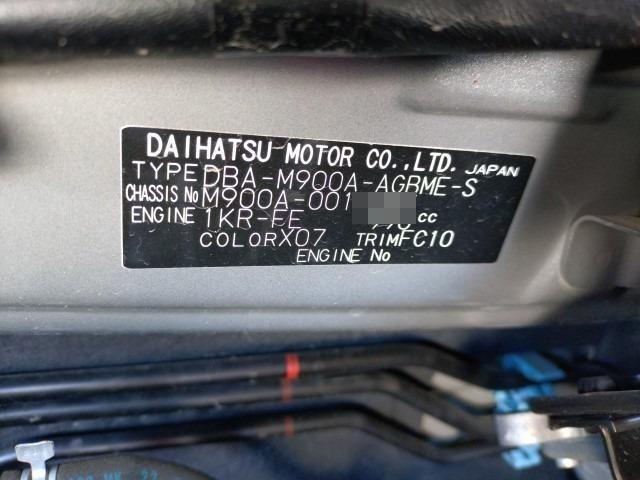 DAIHATSU MOTOR CO.,LTD. JAPAN
TYPE DBA-M900A-AGBME-S
CHASSIS No M900A-001
ENGINE 1KR-FE cc
COLOR X07 TRIM FC10
ENGINE No